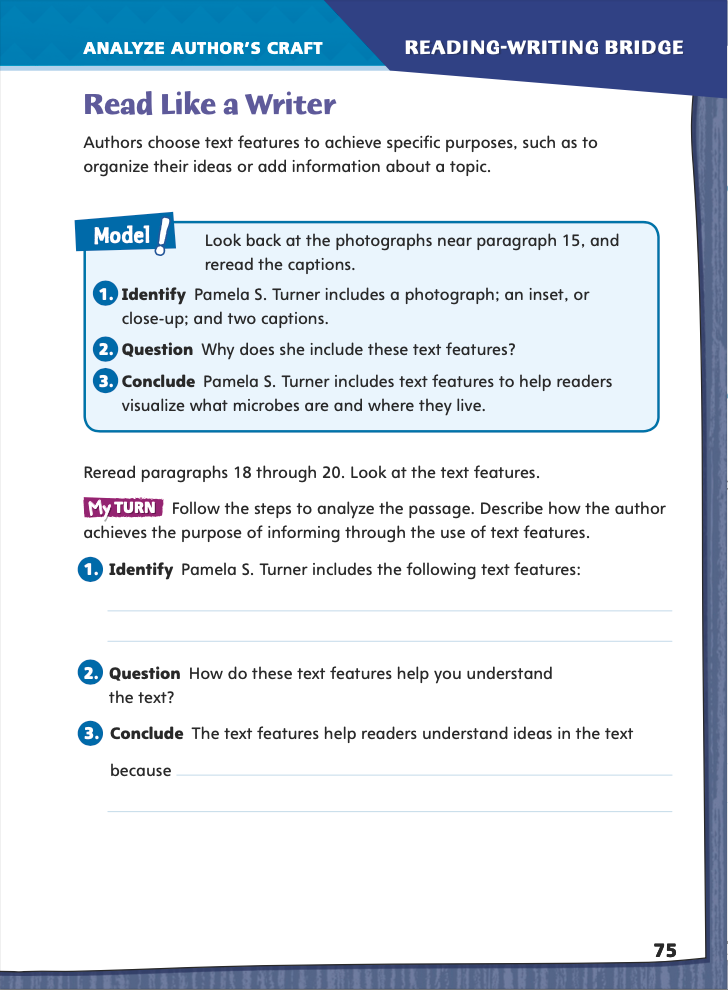 ANALYZE AUTHOR'S CRAFT
READING-WRITING BRIDGE
Read Like a Writer
Authors choose text features to achieve specific purposes, such as to
organize their ideas or add information about a topic.
Model!
Look back at the photographs near paragraph 15, and
reread the captions.
1. Identify Pamela S. Turner includes a photograph; an inset, or
close-up; and two captions.
2. Question Why does she include these text features?
3. Conclude Pamela S. Turner includes text features to help readers
visualize what microbes are and where they live.
Reread paragraphs 18 through 20. Look at the text features.
My TURN Follow the steps to analyze the passage. Describe how the author
achieves the purpose of informing through the use of text features.
1. Identify Pamela S. Turner includes the following text features:
2. Question How do these text features help you understand
the text?
3. Conclude The text features help readers understand ideas in the text
because
75